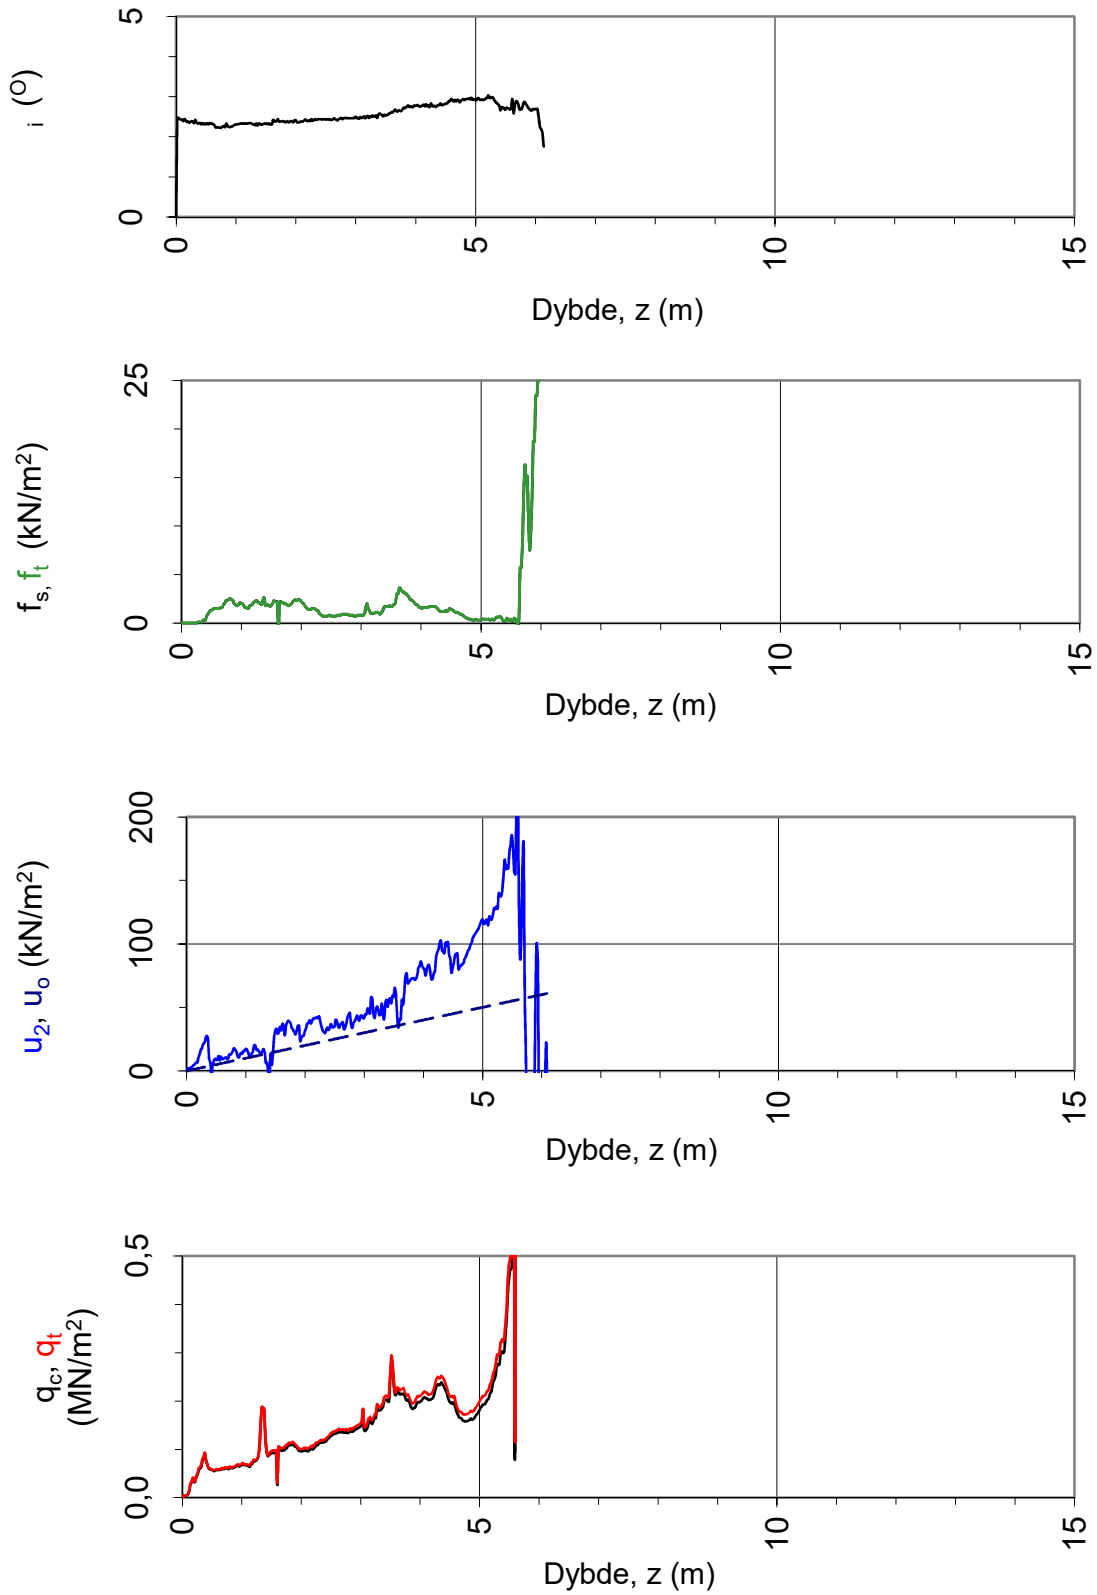 i (O)
5
0
0 5 10 15
Dybde, z (m)
fs, ft (kN/m²)
25
0
0 5 10 15
Dybde, z (m)
u₂, uₒ (kN/m²)
200
100
0
0 5 10 15
Dybde, z (m)
qc, qt
(MN/m²)
0,5
0,0
0 5 10 15
Dybde, z (m)